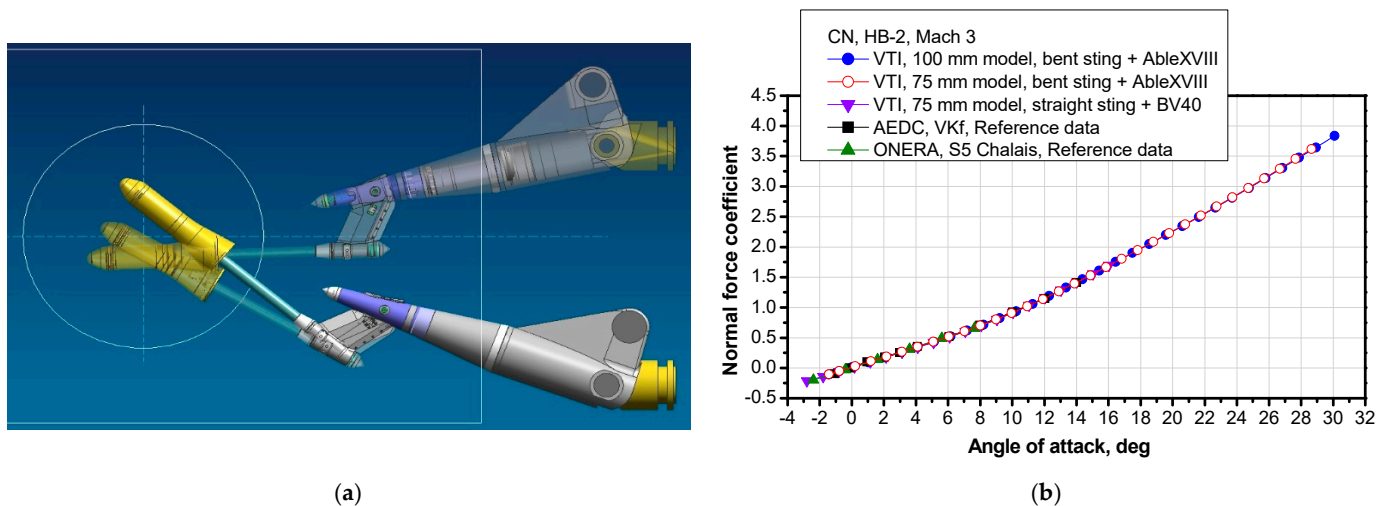 CN, HB-2, Mach 3
VTI, 100 mm model, bent sting + AbleXVIII
VTI, 75 mm model, bent sting + AbleXVIII
VTI, 75 mm model, straight sting + BV40
AEDC, VKf, Reference data
ONERA, S5 Chalais, Reference data
4.5
4.0
3.5
3.0
2.5
2.0
1.5
1.0
0.5
0.0
-0.5
Normal force coefficient
-4 -2 0 2 4 6 8 10 12 14 16 18 20 22 24 26 28 30 32
Angle of attack, deg
(a)
(b)